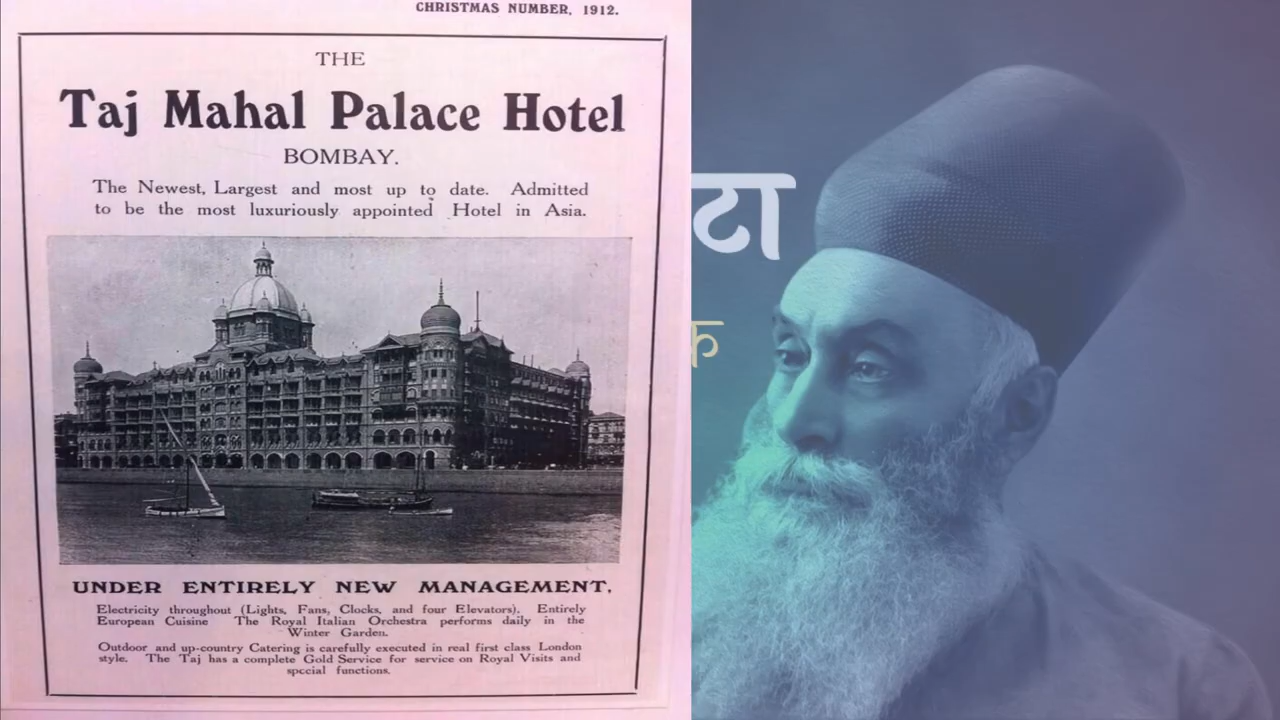 CHRISTMAS NUMBER, 1912.
THE
Taj Mahal Palace Hotel
BOMBAY.
The Newest, Largest and most up to date. Admitted
to be the most luxuriously appointed Hotel in Asia.
UNDER ENTIRELY NEW MANAGEMENT.
Electricity throughout (Lights, Fans, Clocks, and four Elevators). Entirely
European Cuisine The Royal Italian Orchestra performs daily in the
Winter Garden.
Outdoor and up-country Catering is carefully executed in real first class London
style. The Taj has a complete Gold Service for service on Royal Visits and
special functions.
टा
क